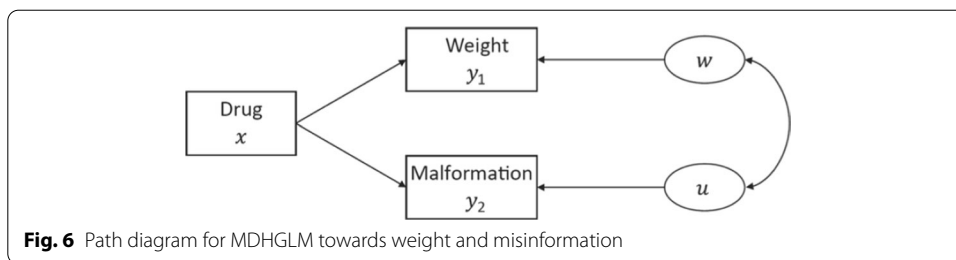 Weight
y₁
w
Drug
x
Malformation
y₂
u
Fig. 6 Path diagram for MDHGLM towards weight and misinformation